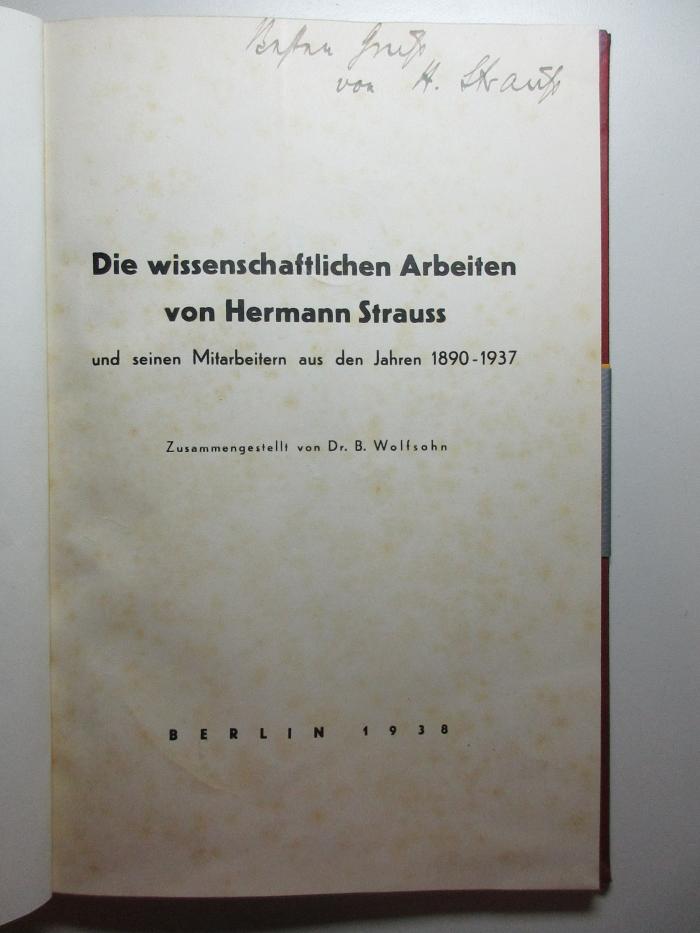 Besten Gruß
von H. Strauß
Die wissenschaftlichen Arbeiten
von Hermann Strauss
und seinen Mitarbeitern aus den Jahren 1890-1937
Zusammengestellt von Dr. B. Wolfsohn
BERLIN 1938